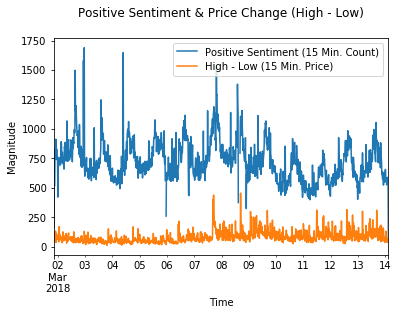 Positive Sentiment & Price Change (High - Low)
1750
1500
1250
1000
750
500
250
0
Magnitude
Positive Sentiment (15 Min. Count)
High - Low (15 Min. Price)
02 03 04 05 06 07 08 09 10 11 12 13 14
Mar
2018
Time